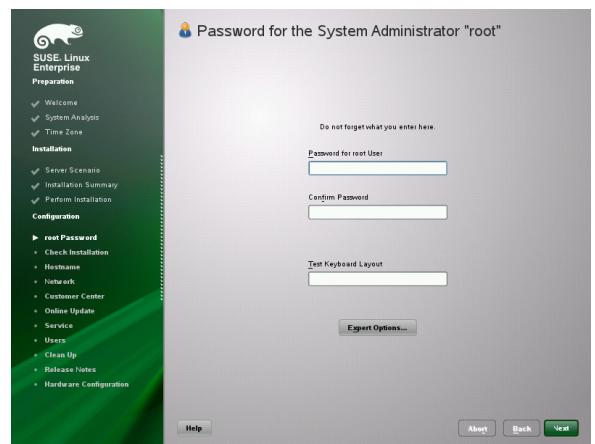 SUSE. Linux
Enterprise
Preparation
Welcome
System Analysis
Time Zone
Installation
Server Scenario
Installation Summary
Perform Installation
Configuration
root Password
Check Installation
Hostname
Network
Customer Center
Online Update
Service
Users
Clean Up
Release Notes
Hardware Configuration
Password for the System Administrator "root"
Do not forget what you enter here.
Password for root User
Confirm Password
Test Keyboard Layout
Expert Options...
Help
Abort
Back
Next